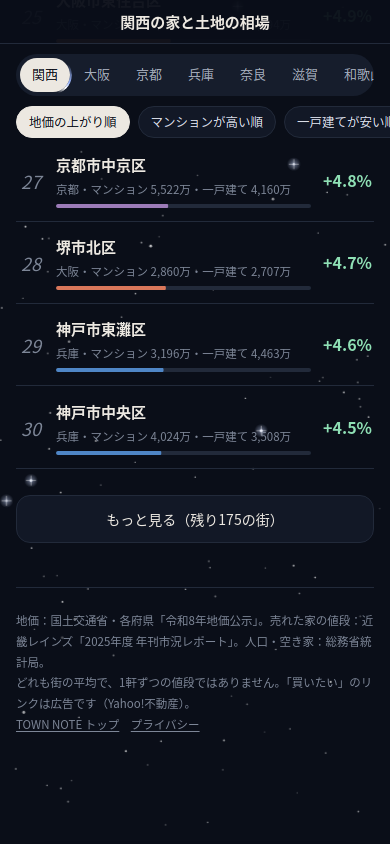 関西の家と土地の相場
関西 大阪 京都 兵庫 奈良 滋賀
地価の上がり順 マンションが高い順 一戸建てが安い
27 京都市中京区 +4.8%
京都・マンション 5,522万・一戸建て 4,160万
28 堺市北区 +4.7%
大阪・マンション 2,860万・一戸建て 2,707万
29 神戸市東灘区 +4.6%
兵庫・マンション 3,196万・一戸建て 4,463万
30 神戸市中央区 +4.5%
兵庫・マンション 4,024万・一戸建て 3,508万
もっと見る（残り175の街）
地価：国土交通省・各府県「令和8年地価公示」。売れた家の値段：近
畿レインズ「2025年度 年刊市況レポート」。人口・空き家：総務省統
計局。
どれも街の平均で、1軒ずつの値段ではありません。「買いたい」のリ
ンクは広告です（Yahoo!不動産）。
TOWN NOTE トップ プライバシー